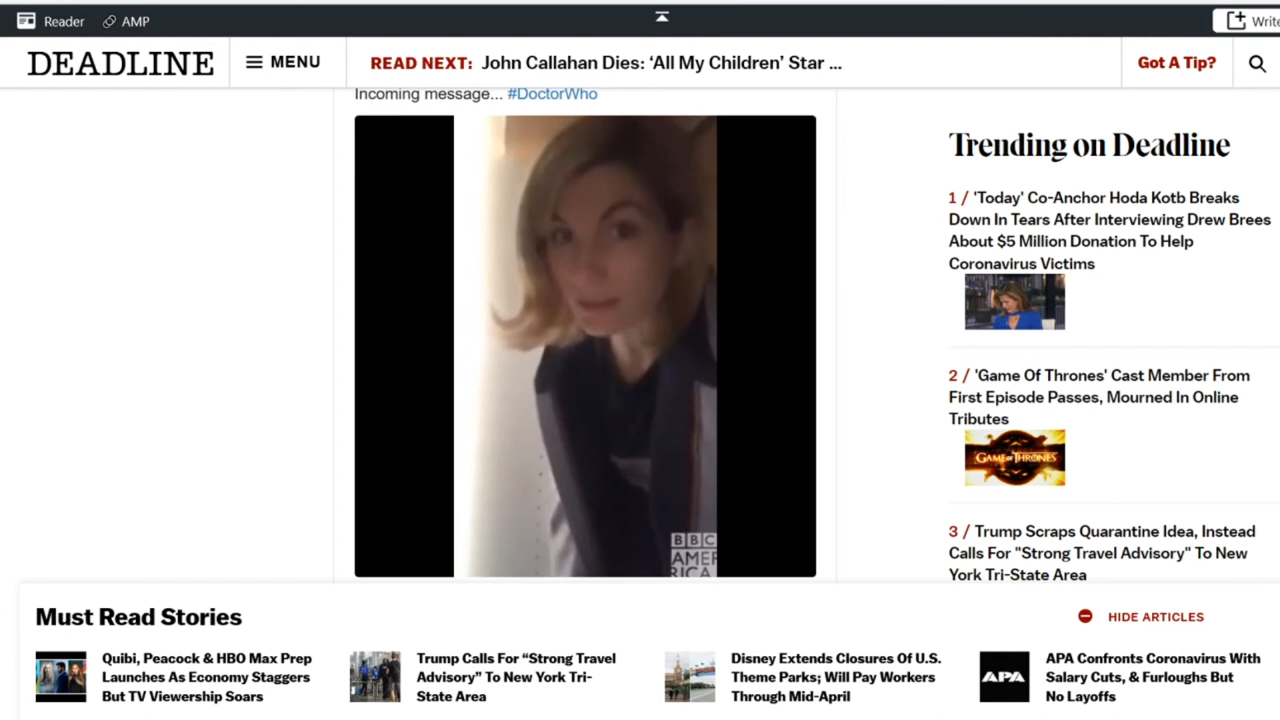 Reader AMP Write
DEADLINE MENU READ NEXT: John Callahan Dies: ‘All My Children’ Star ... Got A Tip?
Incoming message... #DoctorWho
BBC
AMER
RICA
Trending on Deadline
1 / 'Today' Co-Anchor Hoda Kotb Breaks
Down In Tears After Interviewing Drew Brees
About $5 Million Donation To Help
Coronavirus Victims
2 / 'Game Of Thrones' Cast Member From
First Episode Passes, Mourned In Online
Tributes
GAME OF THRONES
3 / Trump Scraps Quarantine Idea, Instead
Calls For "Strong Travel Advisory" To New
York Tri-State Area
Must Read Stories
HIDE ARTICLES
Quibi, Peacock & HBO Max Prep
Launches As Economy Staggers
But TV Viewership Soars
Trump Calls For “Strong Travel
Advisory” To New York Tri-
State Area
Disney Extends Closures Of U.S.
Theme Parks; Will Pay Workers
Through Mid-April
APA
APA Confronts Coronavirus With
Salary Cuts, & Furloughs But
No Layoffs